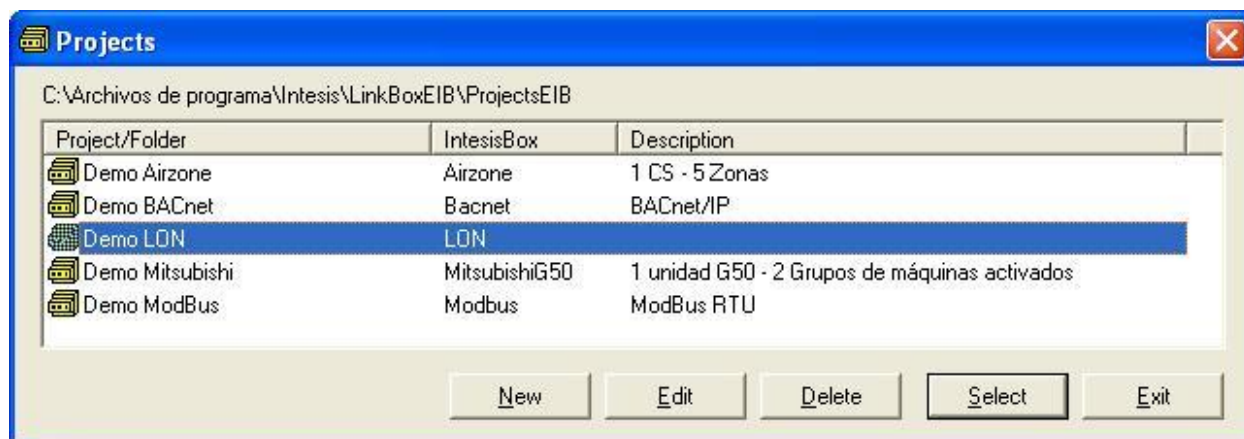 Projects
C:\Archivos de programa\Intesis\LinkBoxEIB\ProjectsEIB
Project/Folder IntesisBox Description
Demo Airzone Airzone 1 CS - 5 Zonas
Demo BACnet Bacnet BACnet/IP
Demo LON LON
Demo Mitsubishi MitsubishiG50 1 unidad G50 - 2 Grupos de máquinas activados
Demo ModBus Modbus ModBus RTU
New Edit Delete Select Exit